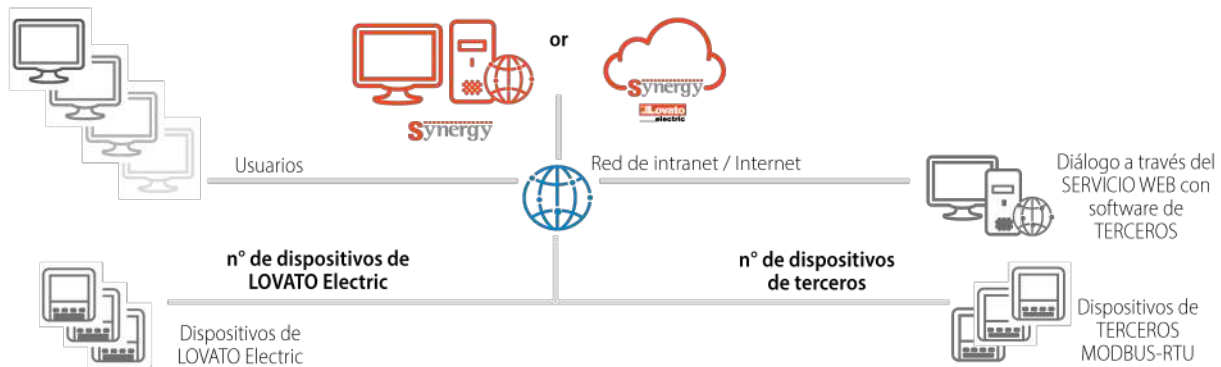 or
Synergy
Synergy
Lovato
electric
Usuarios
Red de intranet / Internet
Diálogo a través del
SERVICIO WEB con
software de
TERCEROS
n° de dispositivos de
LOVATO Electric
n° de dispositivos
de terceros
Dispositivos de
LOVATO Electric
Dispositivos de
TERCEROS
MODBUS-RTU